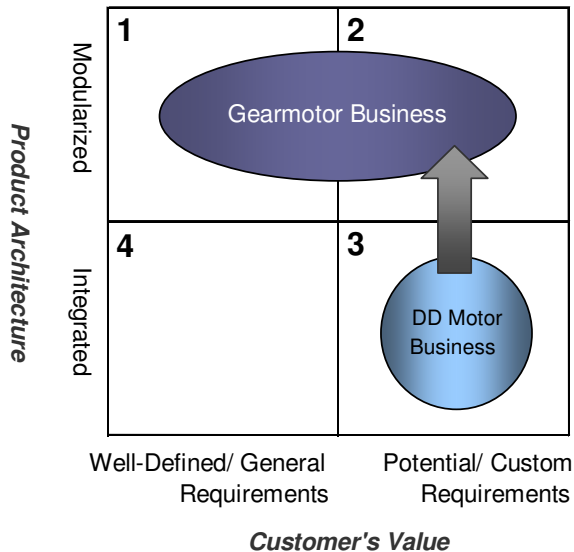 1
2
Gearmotor Business
Modularized
Product Architecture
4
3
Integrated
DD Motor
Business
Well-Defined/ General
Requirements
Potential/ Custom
Requirements
Customer's Value